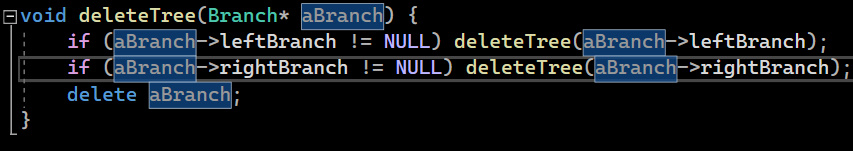 void deleteTree(Branch* aBranch) {
    if (aBranch->leftBranch != NULL) deleteTree(aBranch->leftBranch);
    if (aBranch->rightBranch != NULL) deleteTree(aBranch->rightBranch);
    delete aBranch;
}